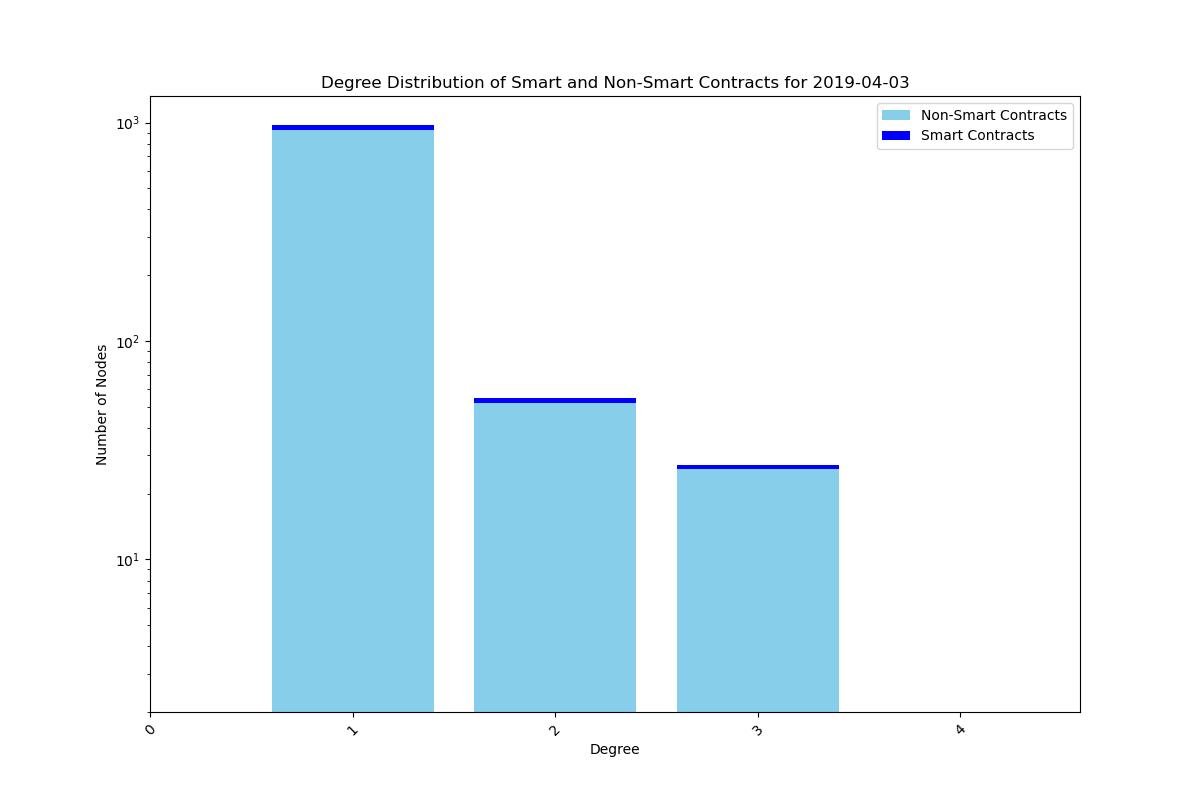 Degree Distribution of Smart and Non-Smart Contracts for 2019-04-03
Non-Smart Contracts
Smart Contracts
10³
10²
10¹
Number of Nodes
0
1
2
3
4
Degree